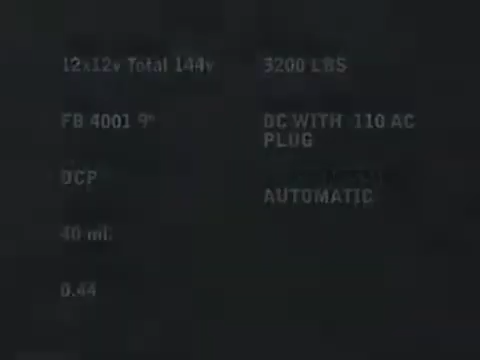 12x12v Total 144v
FB 4001 9"
DCP
40 mi.
0.44
3200 LBS
DC WITH 110 AC
PLUG
AUTOMATIC